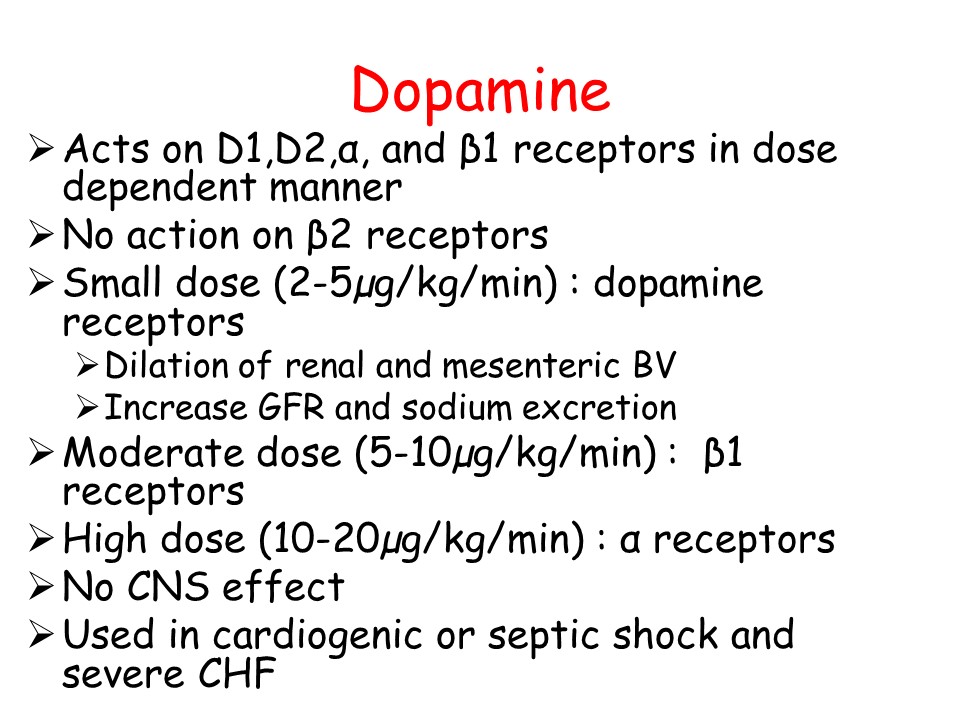 Dopamine
➢Acts on D1,D2,α, and β1 receptors in dose
dependent manner
➢No action on β2 receptors
➢Small dose (2-5µg/kg/min) : dopamine
receptors
➢Dilation of renal and mesenteric BV
➢Increase GFR and sodium excretion
➢Moderate dose (5-10µg/kg/min) : β1
receptors
➢High dose (10-20µg/kg/min) : α receptors
➢No CNS effect
➢Used in cardiogenic or septic shock and
severe CHF